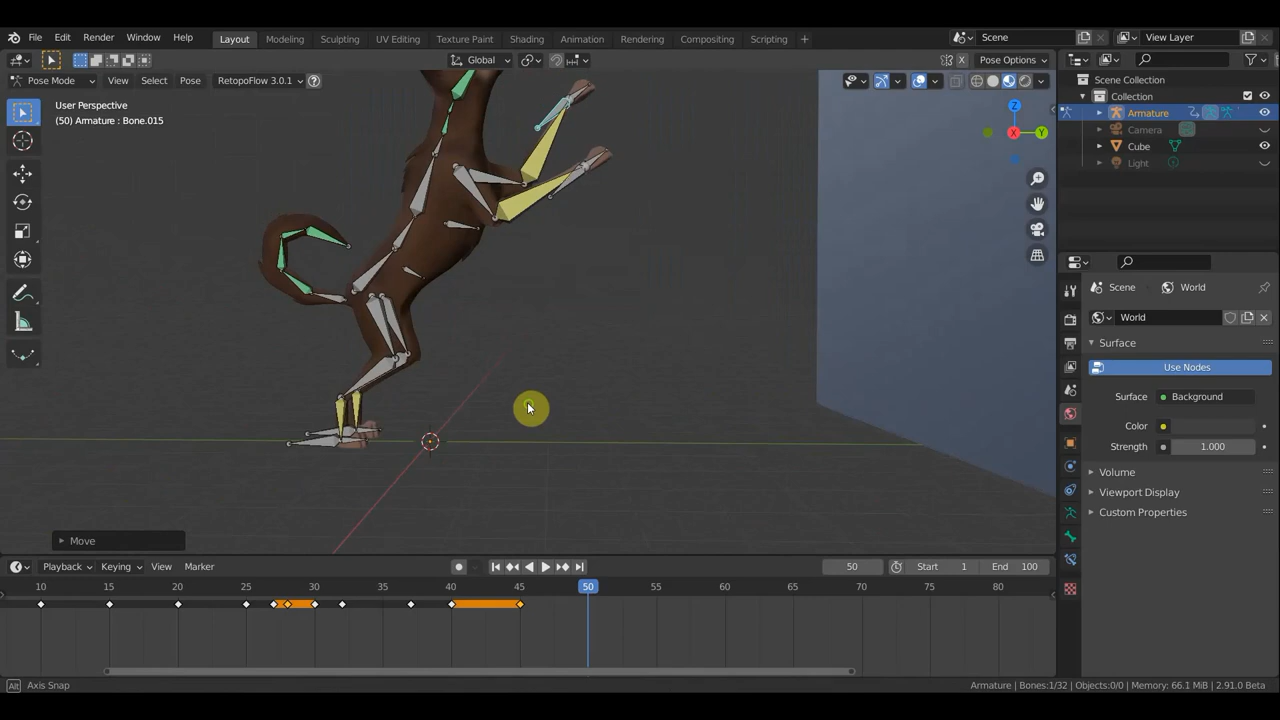 File Edit Render Window Help
Layout Modeling Sculpting UV Editing Texture Paint Shading Animation Rendering Compositing Scripting +
Scene
View Layer
Global
X
Pose Options
Pose Mode View Select Pose RetopoFlow 3.0.1 ?
User Perspective
(50) Armature : Bone.015
Z
X
Y
Scene Collection
Collection
Armature
Camera
Cube
Light
Scene > World
World
Surface
Use Nodes
Surface Background
Color
Strength 1.000
Volume
Viewport Display
Custom Properties
Move
Playback Keying View Marker
50
Start 1
End 100
10 15 20 25 30 35 40 45 50 55 60 65 70 75 80
Alt Axis Snap
Armature | Bones:1/32 | Objects:0/0 | Memory: 66.1 MiB | 2.91.0 Beta